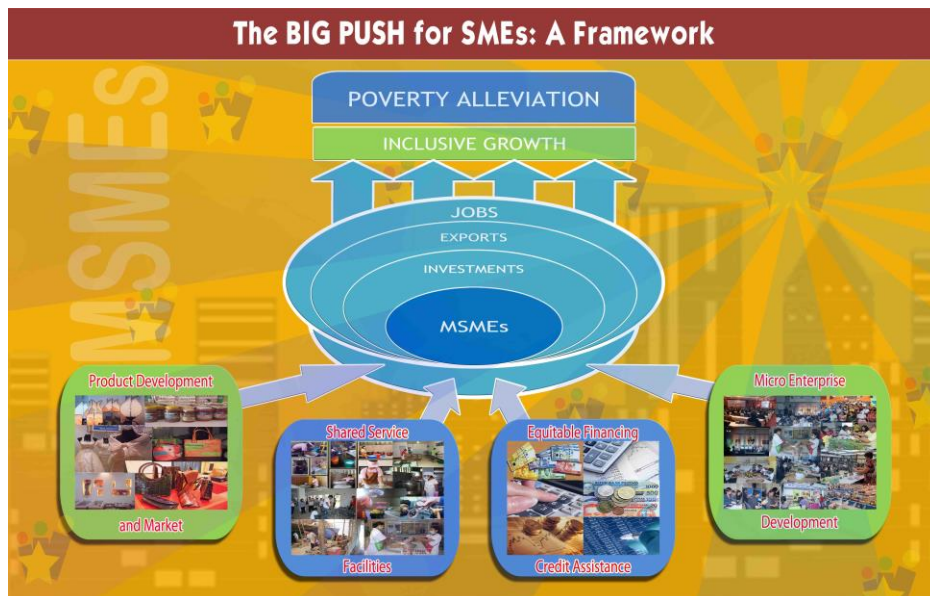 The BIG PUSH for SMEs: A Framework
MSMES
POVERTY ALLEVIATION
INCLUSIVE GROWTH
JOBS
EXPORTS
INVESTMENTS
MSMEs
Product Development
and Market
Shared Service
Facilities
Equitable Financing
Credit Assistance
Micro Enterprise
Development